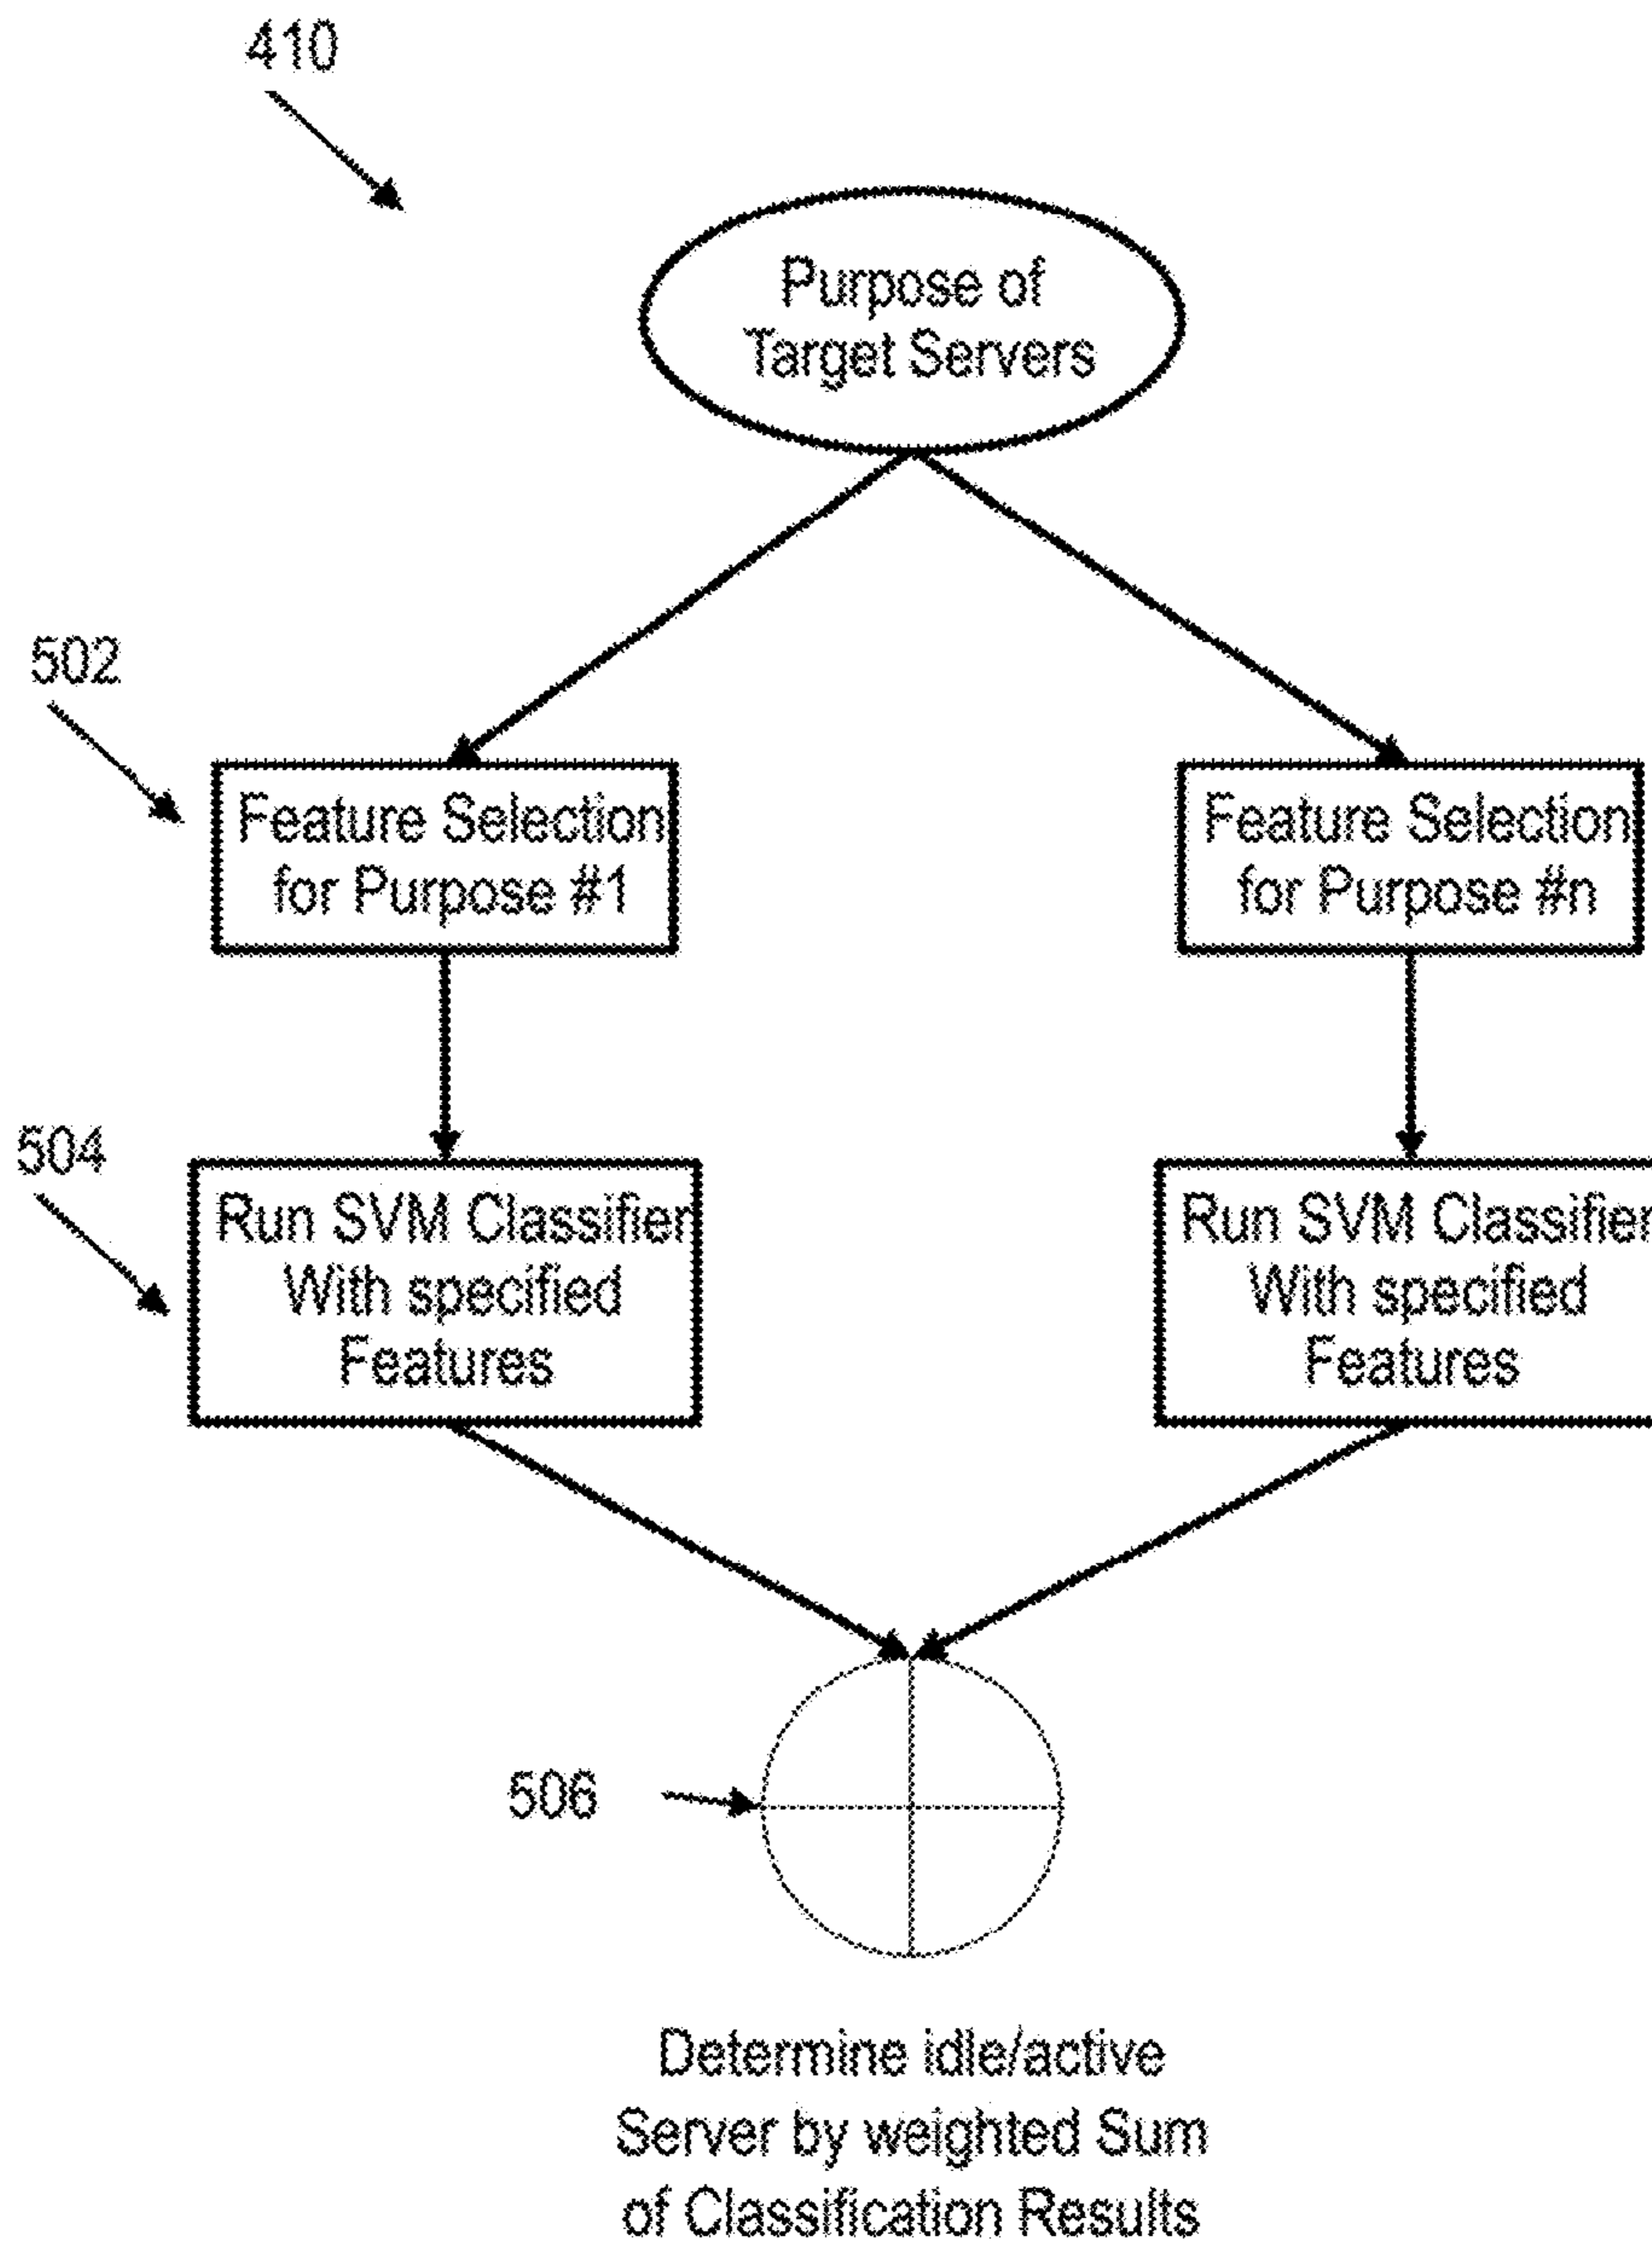 410
Purpose of
Target Servers
502
Feature Selection
for Purpose #1
Feature Selection
for Purpose #n
504
Run SVM Classifier
With specified
Features
Run SVM Classifier
With specified
Features
506
Determine idle/active
Server by weighted Sum
of Classification Results